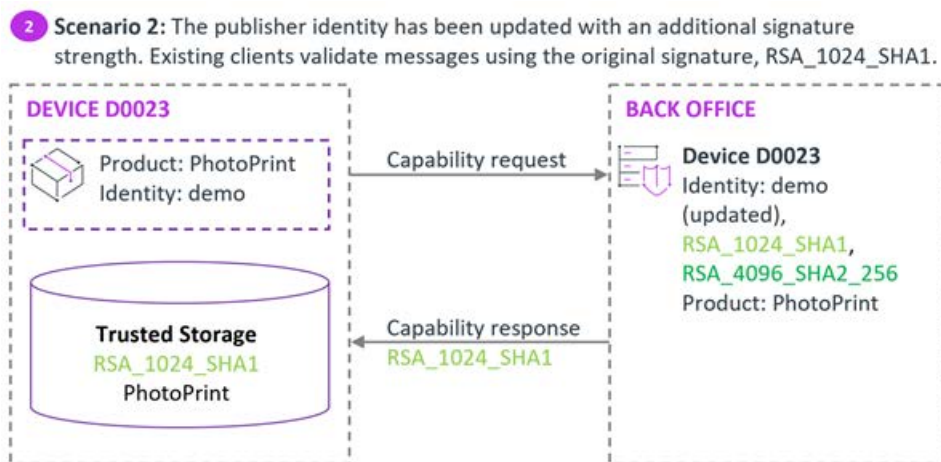 2 Scenario 2: The publisher identity has been updated with an additional signature
strength. Existing clients validate messages using the original signature, RSA_1024_SHA1.
DEVICE D0023
Product: PhotoPrint
Identity: demo
Trusted Storage
RSA_1024_SHA1
PhotoPrint
Capability request
Capability response
RSA_1024_SHA1
BACK OFFICE
Device D0023
Identity: demo
(updated),
RSA_1024_SHA1,
RSA_4096_SHA2_256
Product: PhotoPrint